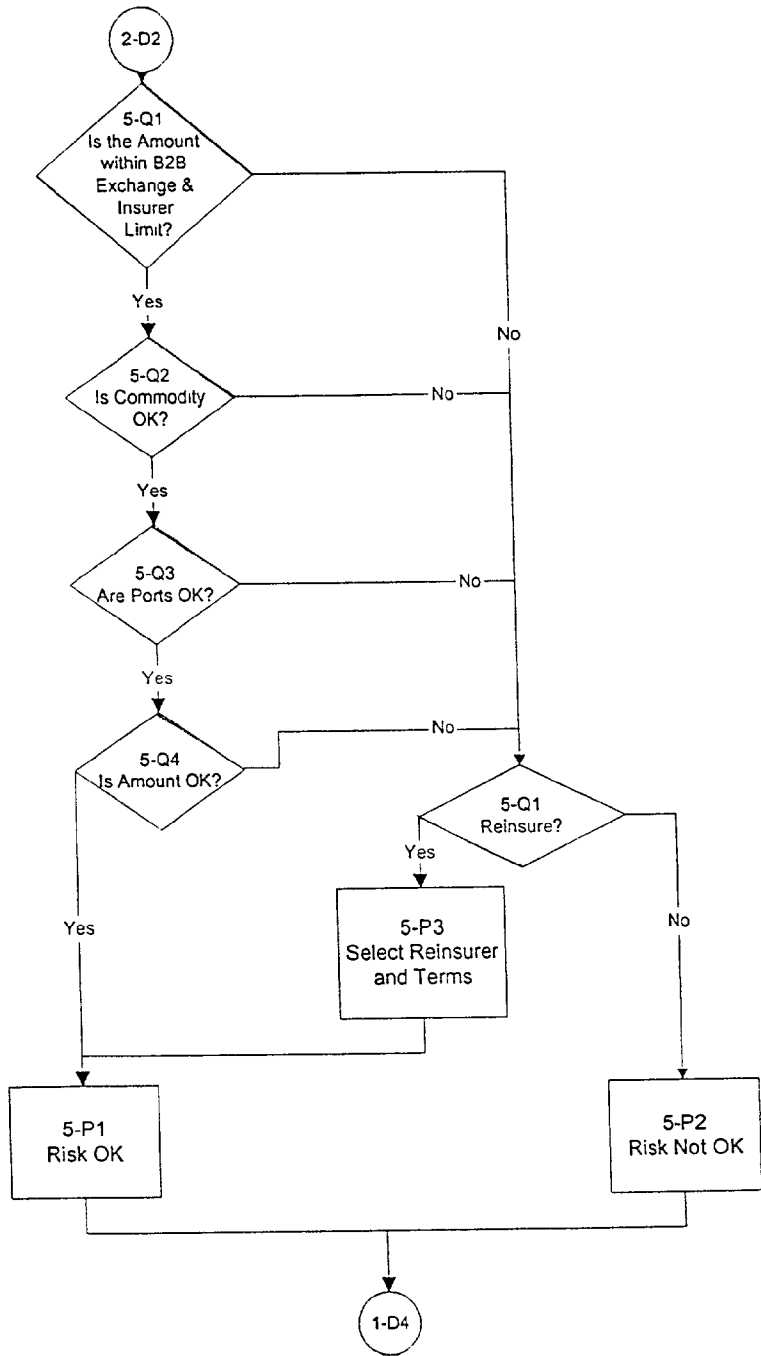 2-D2
5-Q1
Is the Amount
within B2B
Exchange &
Insurer
Limit?
Yes
No
5-Q2
Is Commodity
OK?
No
Yes
5-Q3
Are Ports OK?
No
Yes
5-Q4
Is Amount OK?
No
5-Q1
Reinsure?
Yes
No
Yes
5-P3
Select Reinsurer
and Terms
5-P1
Risk OK
5-P2
Risk Not OK
1-D4